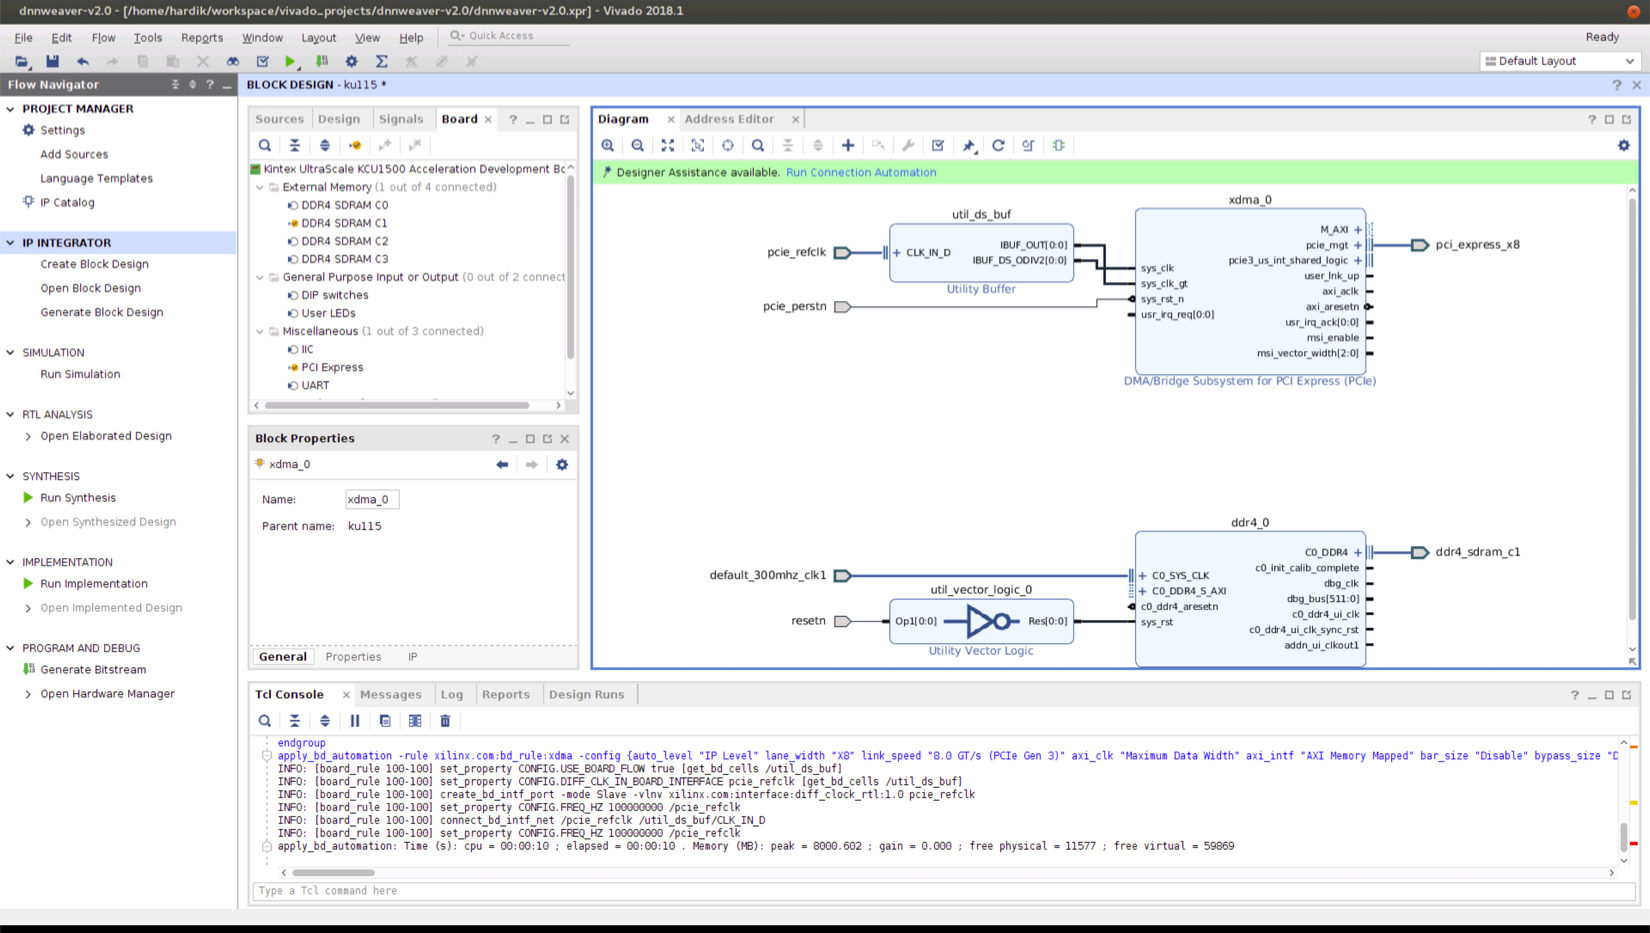 dnnweaver-v2.0 - [/home/hardik/workspace/vivado_projects/dnnweaver-v2.0/dnnweaver-v2.0.xpr] - Vivado 2018.1
File Edit Flow Tools Reports Window Layout View Help Quick Access Ready
Default Layout
Flow Navigator
PROJECT MANAGER
Settings
Add Sources
Language Templates
IP Catalog
IP INTEGRATOR
Create Block Design
Open Block Design
Generate Block Design
SIMULATION
Run Simulation
RTL ANALYSIS
Open Elaborated Design
SYNTHESIS
Run Synthesis
Open Synthesized Design
IMPLEMENTATION
Run Implementation
Open Implemented Design
PROGRAM AND DEBUG
Generate Bitstream
Open Hardware Manager
BLOCK DESIGN - ku115 *
Sources Design Signals Board
Kintex UltraScale KCU1500 Acceleration Development Bc
External Memory (1 out of 4 connected)
DDR4 SDRAM C0
DDR4 SDRAM C1
DDR4 SDRAM C2
DDR4 SDRAM C3
General Purpose Input or Output (0 out of 2 connect
DIP switches
User LEDs
Miscellaneous (1 out of 3 connected)
IIC
PCI Express
UART
Block Properties
xdma_0
Name: xdma_0
Parent name: ku115
General Properties IP
Diagram Address Editor
Designer Assistance available. Run Connection Automation
util_ds_buf
pcie_refclk
CLK_IN_D
IBUF_OUT[0:0]
IBUF_DS_ODIV2[0:0]
Utility Buffer
pcie_perstn
xdma_0
sys_clk
sys_clk_gt
sys_rst_n
usr_irq_req[0:0]
M_AXI
pcie_mgt
pcie3_us_int_shared_logic
user_lnk_up
axi_aclk
axi_aresetn
usr_irq_ack[0:0]
msi_enable
msi_vector_width[2:0]
DMA/Bridge Subsystem for PCI Express (PCIe)
pci_express_x8
default_300mhz_clk1
util_vector_logic_0
resetn
Op1[0:0]
Res[0:0]
Utility Vector Logic
ddr4_0
C0_SYS_CLK
C0_DDR4_S_AXI
c0_ddr4_aresetn
sys_rst
C0_DDR4
c0_init_calib_complete
dbg_clk
dbg_bus[511:0]
c0_ddr4_ui_clk
c0_ddr4_ui_clk_sync_rst
addn_ui_clkout1
ddr4_sdram_c1
Tcl Console Messages Log Reports Design Runs
endgroup
apply_bd_automation -rule xilinx.com:bd_rule:xdma -config {auto_level "IP Level" lane_width "X8" link_speed "8.0 GT/s (PCIe Gen 3)" axi_clk "Maximum Data Width" axi_intf "AXI Memory Mapped" bar_size "Disable" bypass_size "D
INFO: [board_rule 100-100] set_property CONFIG.USE_BOARD_FLOW true [get_bd_cells /util_ds_buf]
INFO: [board_rule 100-100] set_property CONFIG.DIFF_CLK_IN_BOARD_INTERFACE pcie_refclk [get_bd_cells /util_ds_buf]
INFO: [board_rule 100-100] create_bd_intf_port -mode Slave -vlnv xilinx.com:interface:diff_clock_rtl:1.0 pcie_refclk
INFO: [board_rule 100-100] set_property CONFIG.FREQ_HZ 100000000 /pcie_refclk
INFO: [board_rule 100-100] connect_bd_intf_net /pcie_refclk /util_ds_buf/CLK_IN_D
INFO: [board_rule 100-100] set_property CONFIG.FREQ_HZ 100000000 /pcie_refclk
apply_bd_automation: Time (s): cpu = 00:00:10 ; elapsed = 00:00:10 . Memory (MB): peak = 8000.602 ; gain = 0.000 ; free physical = 11577 ; free virtual = 59869
Type a Tcl command here